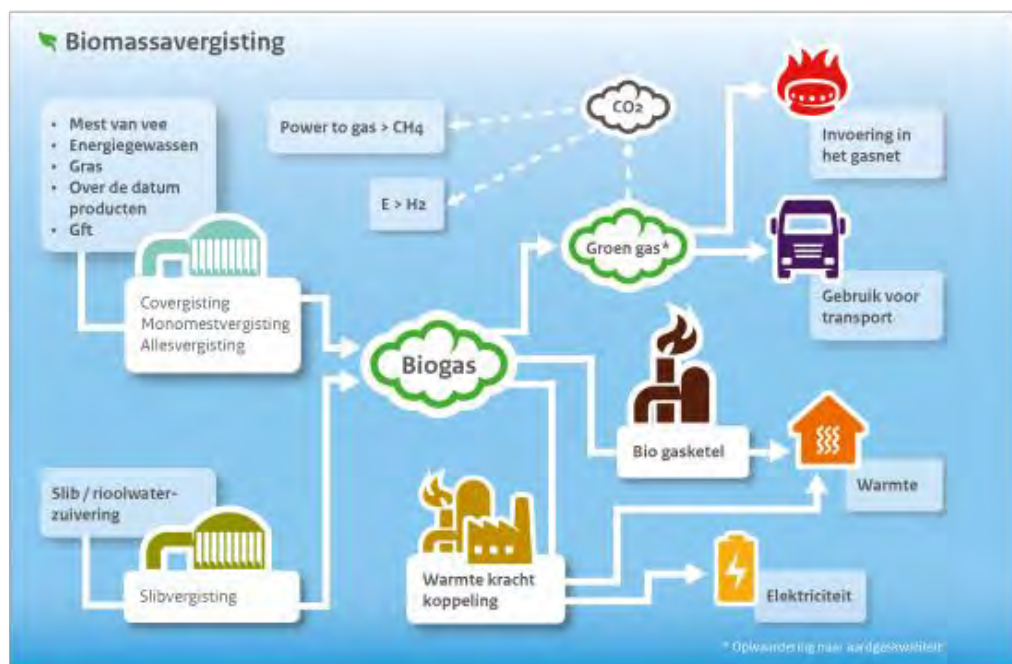 Biomassavergisting
• Mest van vee
• Energiegewassen
• Gras
• Over de datum
producten
• Gft
Covergisting
Monomestvergisting
Allesvergisting
Slib / rioolwater-
zuivering
Slibvergisting
Power to gas > CH4
E > H2
CO2
Groen gas*
Biogas
Invoering in
het gasnet
Gebruik voor
transport
Bio gasketel
Warmte
Warmte kracht
koppeling
Elektriciteit
* Opwaardering naar aardgaskwaliteit